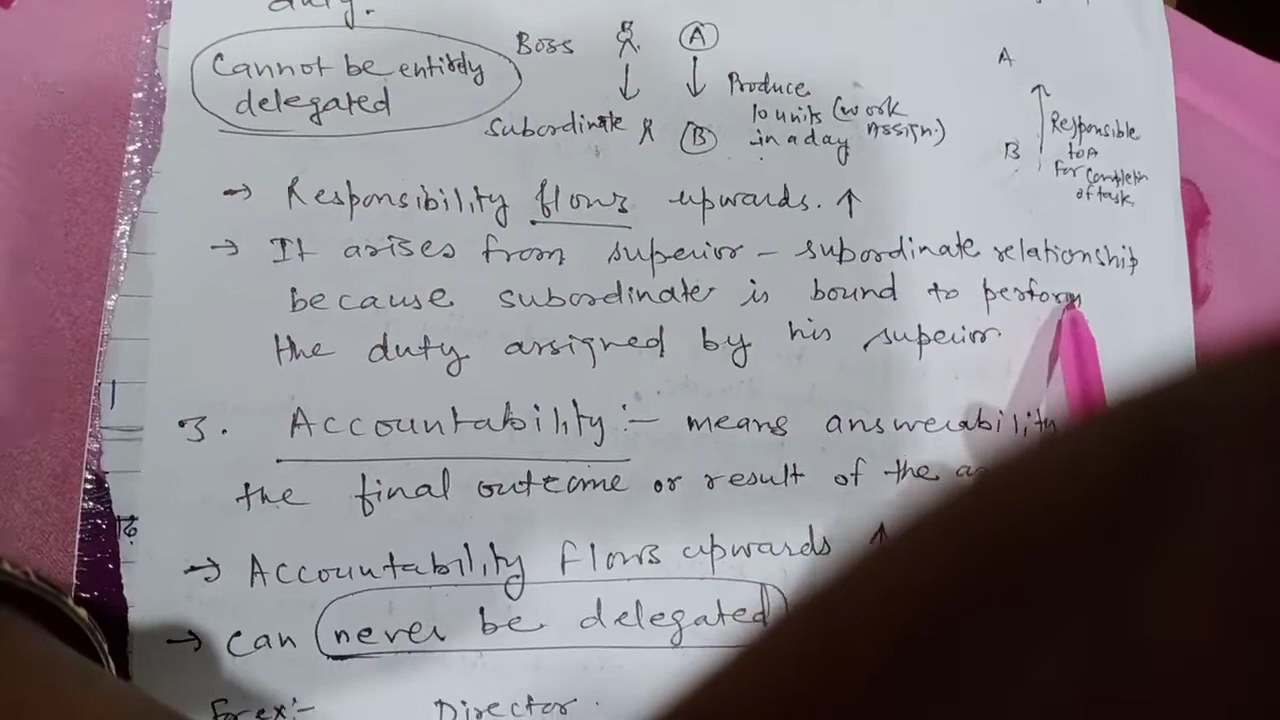 duty.
Cannot be entirely
delegated
Boss
A
Produce
10 units (work
Assign.)
Subordinate
B
in a day
A
Responsible
to A
B
For Completn
of task.
→ Responsibility flows upwards. ↑
→ It arises from superior - subordinate relationship
because subordinate is bound to perform
the duty assigned by his superior
3. Accountability :- means answerability
the final outcome or result of the
→ Accountability flows upwards ↑
→ can never be delegated
For ex:- Director.